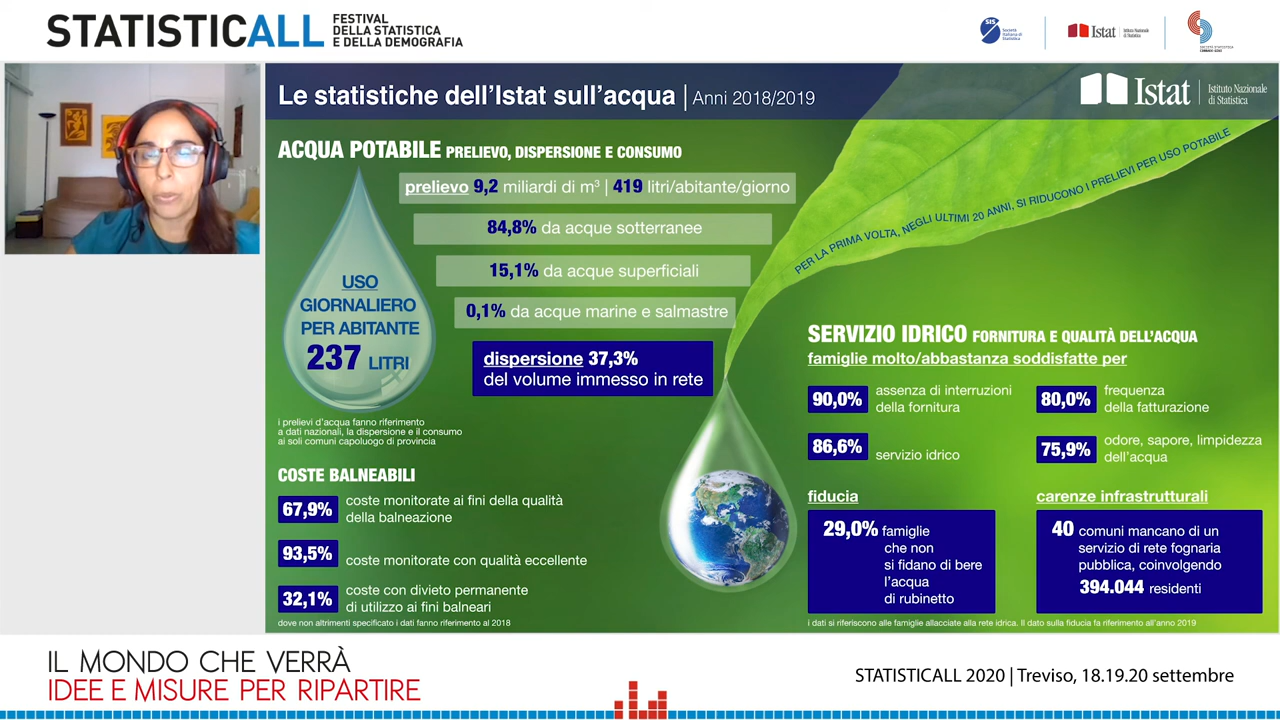 STATISTICALL
FESTIVAL
DELLA STATISTICA
E DELLA DEMOGRAFIA
SIS
Società
Italiana di
Statistica
Istat
Istituto Nazionale
di Statistica
Le statistiche dell'Istat sull'acqua | Anni 2018/2019
Istat
Istituto Nazionale
di Statistica
ACQUA POTABILE PRELIEVO, DISPERSIONE E CONSUMO
prelievo 9,2 miliardi di m³ | 419 litri/abitante/giorno
84,8% da acque sotterranee
15,1% da acque superficiali
0,1% da acque marine e salmastre
dispersione 37,3%
del volume immesso in rete
USO
GIORNALIERO
PER ABITANTE
237 LITRI
i prelievi d'acqua fanno riferimento
a dati nazionali, la dispersione e il consumo
ai soli comuni capoluogo di provincia
PER LA PRIMA VOLTA, NEGLI ULTIMI 20 ANNI, SI RIDUCONO I PRELIEVI PER USO POTABILE
COSTE BALNEABILI
67,9% coste monitorate ai fini della qualità
della balneazione
93,5% coste monitorate con qualità eccellente
32,1% coste con divieto permanente
di utilizzo ai fini balneari
dove non altrimenti specificato i dati fanno riferimento al 2018
SERVIZIO IDRICO FORNITURA E QUALITÀ DELL'ACQUA
famiglie molto/abbastanza soddisfatte per
90,0% assenza di interruzioni
della fornitura
80,0% frequenza
della fatturazione
86,6% servizio idrico
75,9% odore, sapore, limpidezza
dell'acqua
fiducia
29,0% famiglie
che non
si fidano di bere
l'acqua
di rubinetto
carenze infrastrutturali
40 comuni mancano di un
servizio di rete fognaria
pubblica, coinvolgendo
394.044 residenti
i dati si riferiscono alle famiglie allacciate alla rete idrica. Il dato sulla fiducia fa riferimento all'anno 2019
IL MONDO CHE VERRÀ
IDEE E MISURE PER RIPARTIRE
STATISTICALL 2020 | Treviso, 18.19.20 settembre